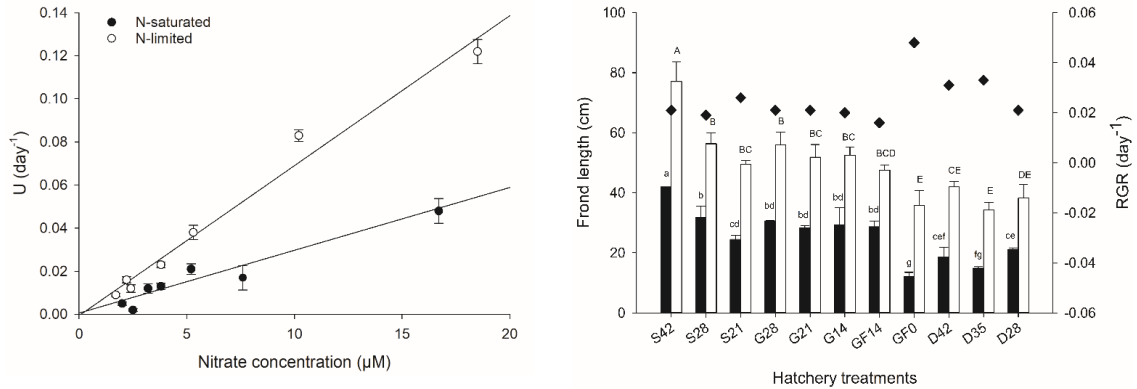 0.14
0.12
0.10
0.08
0.06
0.04
0.02
0.00
U (day⁻¹)
N-saturated
N-limited
0 5 10 15 20
Nitrate concentration (µM)
100
80
60
40
20
0
Frond length (cm)
A
B
BC
B
BC
BC
BCD
E
CE
E
DE
a
b
cd
bd
bd
bd
bd
g
cef
fg
ce
0.06
0.04
0.02
0.00
-0.02
-0.04
-0.06
RGR (day⁻¹)
S42 S28 S21 G28 G21 G14 GF14 GF0 D42 D35 D28
Hatchery treatments